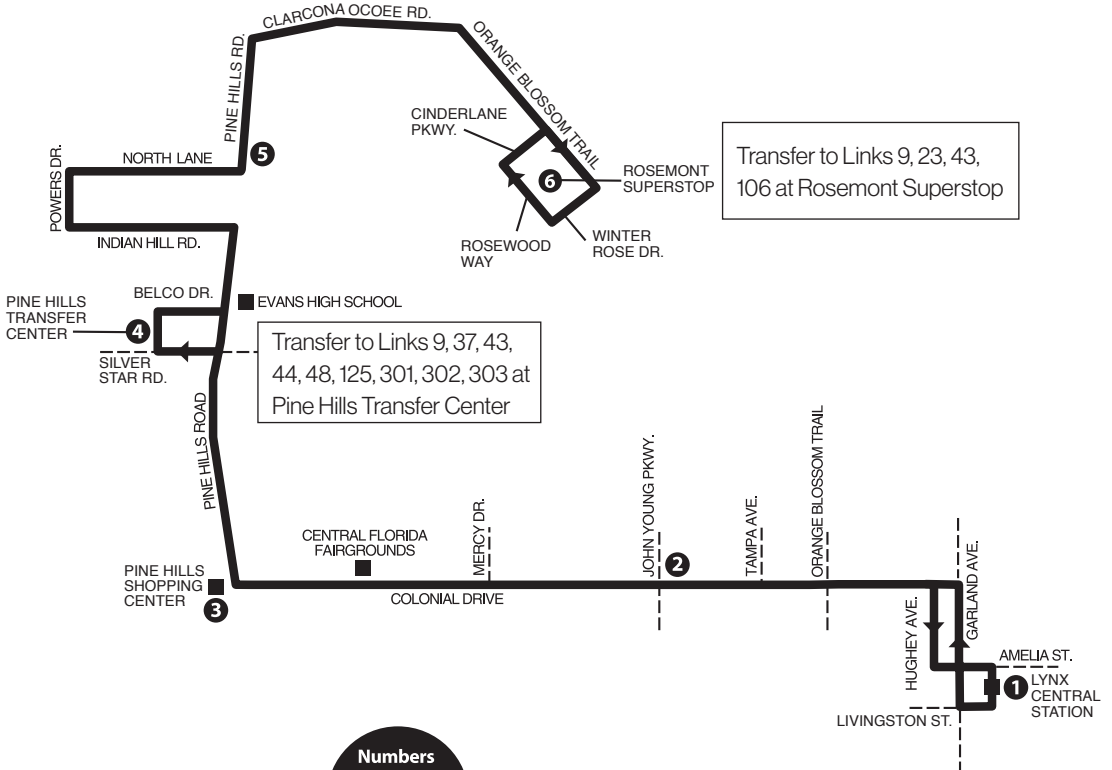 CLARCONA OCOEE RD.
PINE HILLS RD.
ORANGE BLOSSOM TRAIL
CINDERLANE
PKWY.
NORTH LANE
5
POWERS DR.
6
ROSEMONT
SUPERSTOP
Transfer to Links 9, 23, 43,
106 at Rosemont Superstop
INDIAN HILL RD.
ROSEWOOD
WAY
WINTER
ROSE DR.
BELCO DR.
EVANS HIGH SCHOOL
PINE HILLS
TRANSFER
CENTER
4
SILVER
STAR RD.
Transfer to Links 9, 37, 43,
44, 48, 125, 301, 302, 303 at
Pine Hills Transfer Center
PINE HILLS ROAD
CENTRAL FLORIDA
FAIRGROUNDS
MERCY DR.
JOHN YOUNG PKWY.
2
TAMPA AVE.
ORANGE BLOSSOM TRAIL
PINE HILLS
SHOPPING
CENTER
3
COLONIAL DRIVE
HUGHEY AVE.
GARLAND AVE.
AMELIA ST.
1
LYNX
CENTRAL
STATION
LIVINGSTON ST.
Numbers